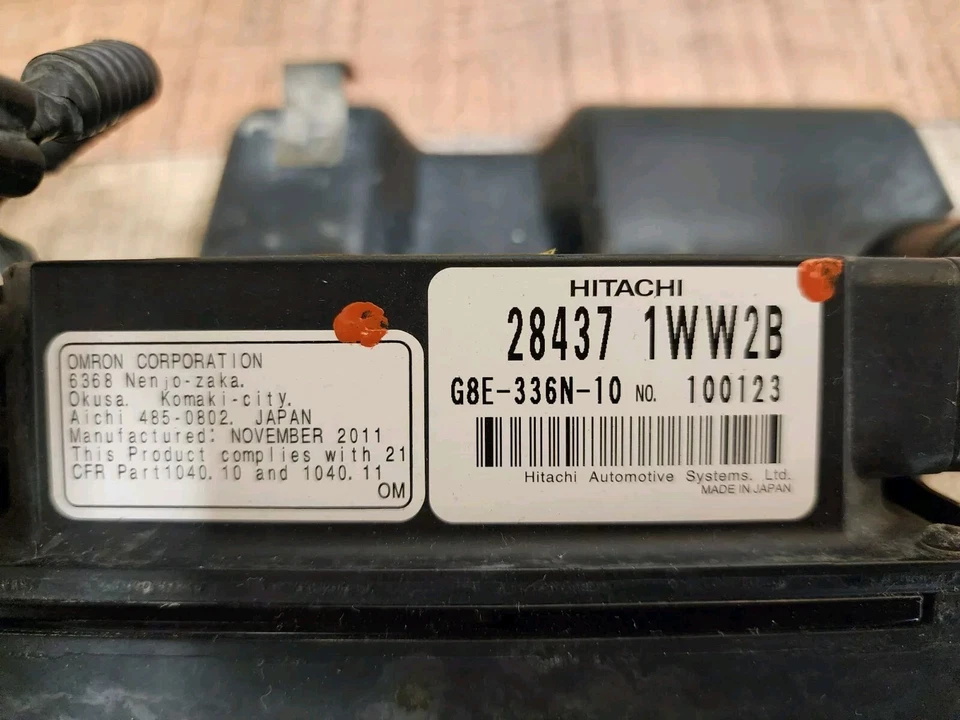 OMRON CORPORATION
6368 Nenjo-zaka.
Okusa. Komaki-city.
Aichi 485-0802. JAPAN
Manufactured: NOVEMBER 2011
This Product complies with 21
CFR Part1040.10 and 1040.11
OM
HITACHI
28437 1WW2B
G8E-336N-10 NO. 100123
Hitachi Automotive Systems. Ltd.
MADE IN JAPAN